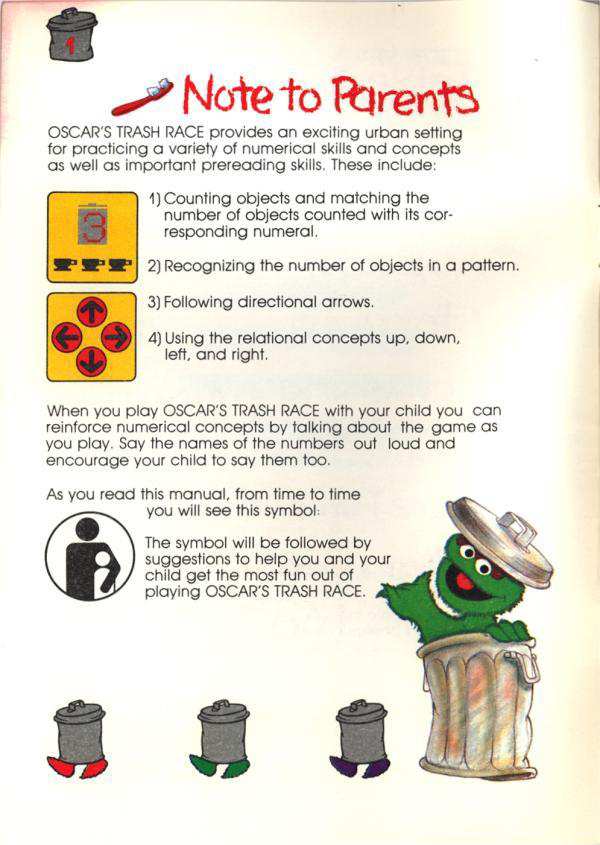 1
Note to Parents
OSCAR'S TRASH RACE provides an exciting urban setting
for practicing a variety of numerical skills and concepts
as well as important prereading skills. These include:
3
1) Counting objects and matching the
number of objects counted with its cor-
responding numeral.
2) Recognizing the number of objects in a pattern.
3) Following directional arrows.
4) Using the relational concepts up, down,
left, and right.
When you play OSCAR'S TRASH RACE with your child you can
reinforce numerical concepts by talking about the game as
you play. Say the names of the numbers out loud and
encourage your child to say them too.
As you read this manual, from time to time
you will see this symbol:
The symbol will be followed by
suggestions to help you and your
child get the most fun out of
playing OSCAR'S TRASH RACE.